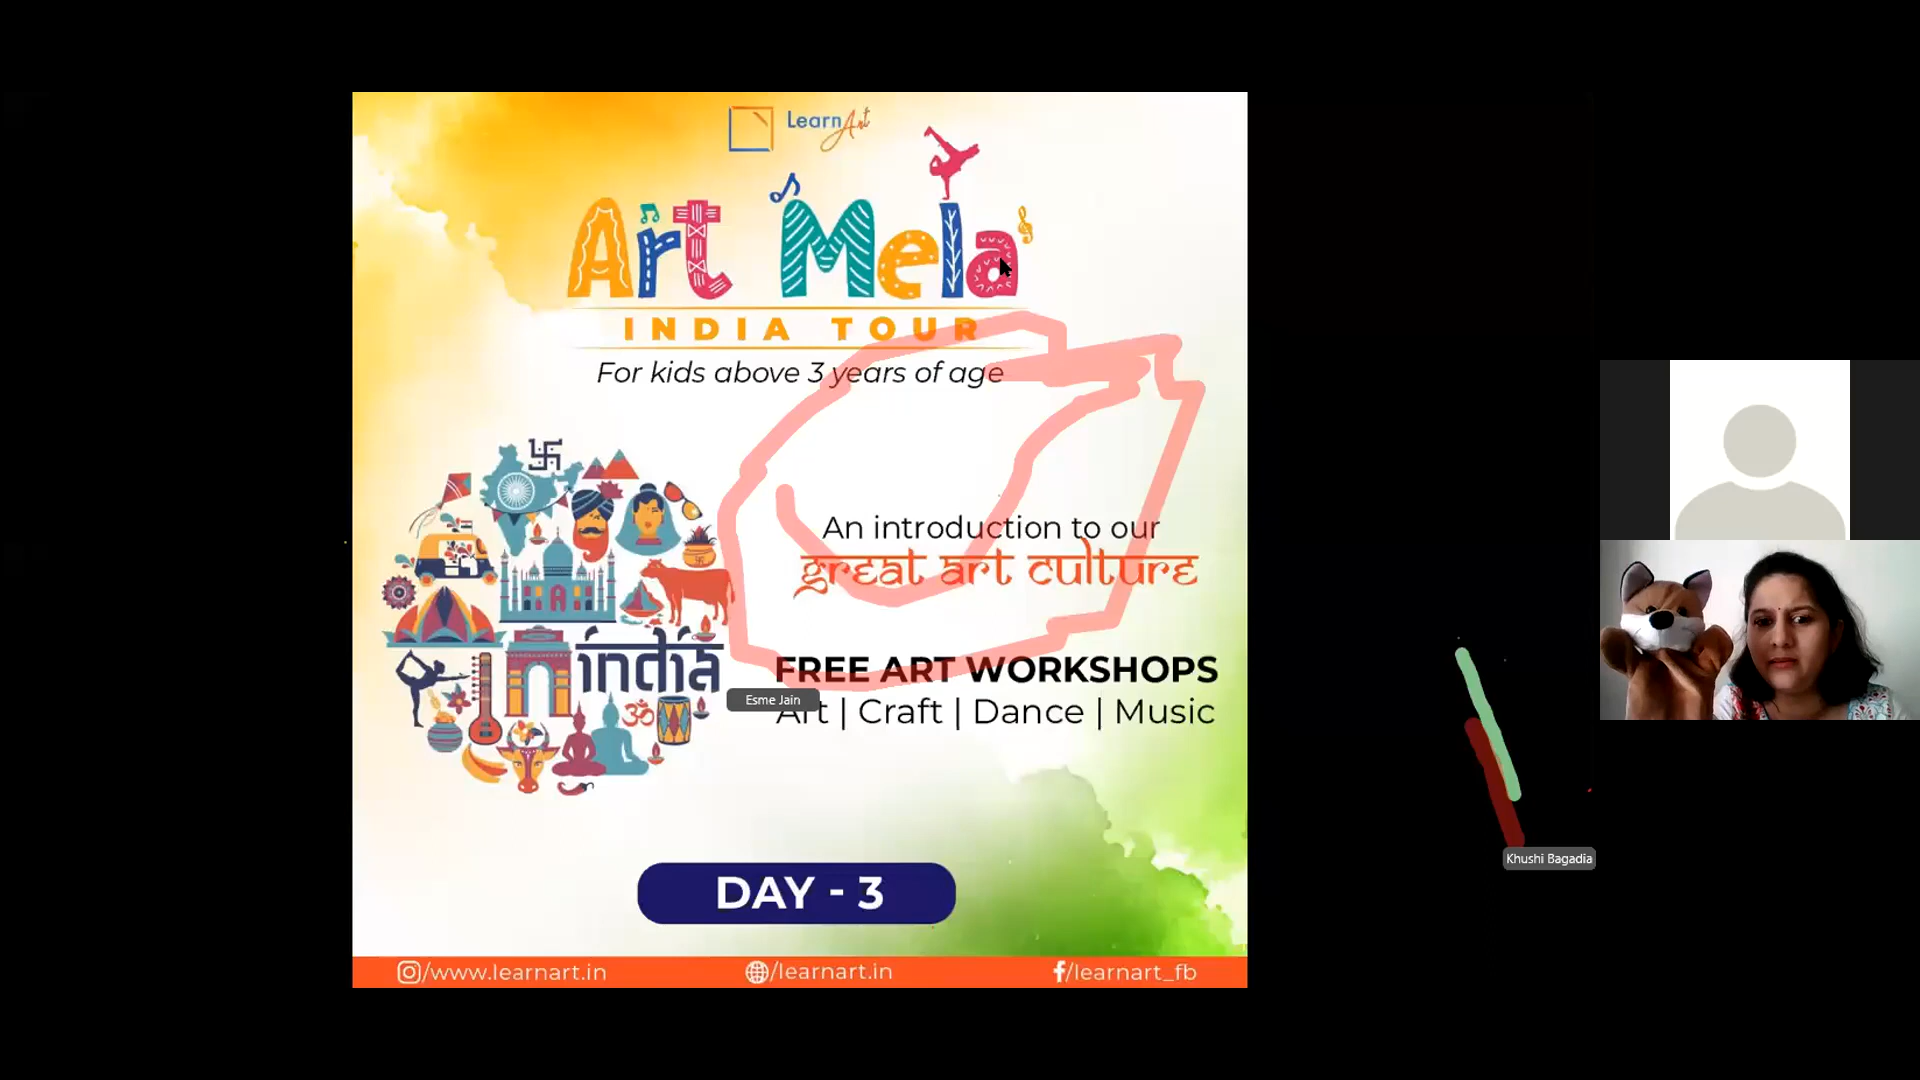 LearnArt
Art Mela
INDIA TOUR
For kids above 3 years of age
An introduction to our
great art culture
india
FREE ART WORKSHOPS
Esme Jain
Art | Craft | Dance | Music
ॐ
Khushi Bagadia
DAY - 3
/www.learnart.in
/learnart.in
/learnart_fb